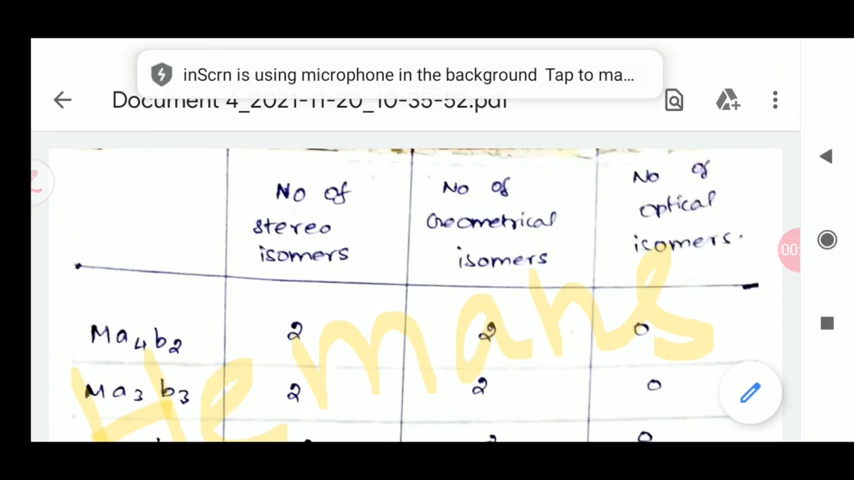 inScrn is using microphone in the background Tap to ma...
Document 4_2021-11-20_10-35-52.pdf
No of stereo isomers
No of Geometrical isomers
No of optical isomers.
Ma4b2 2 2 0
Ma3b3 2 2 0
Hemans